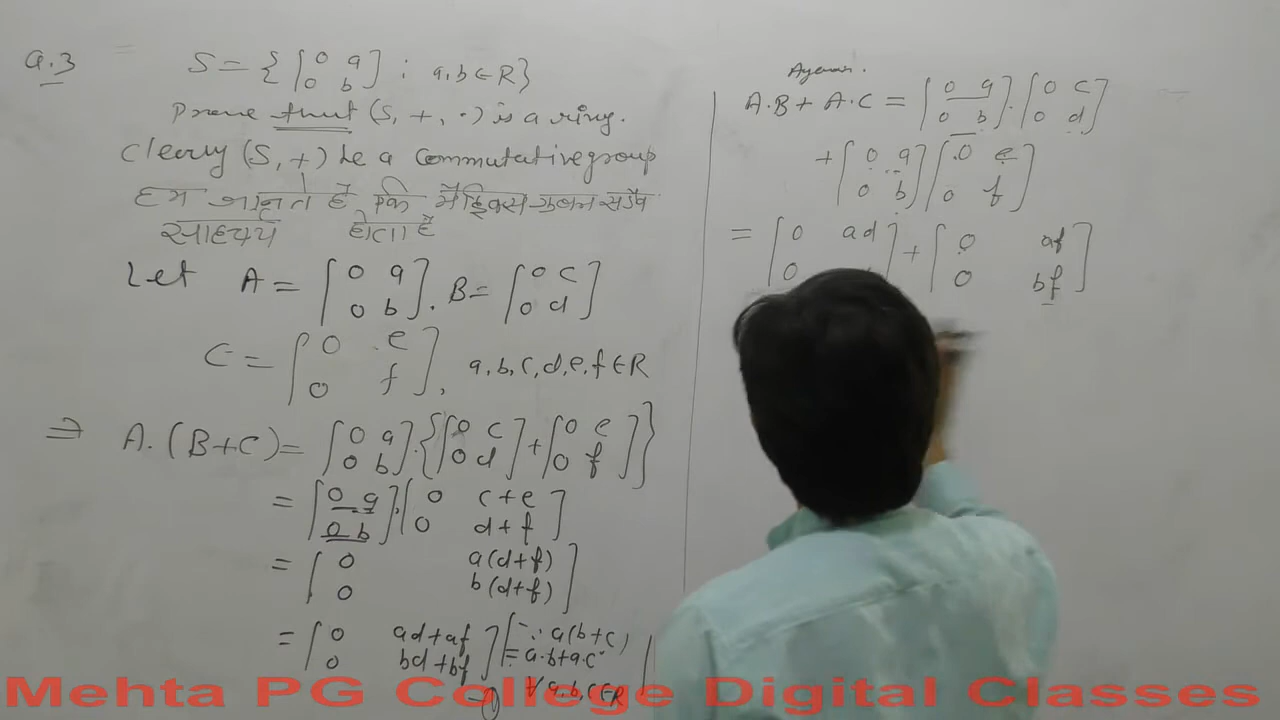 Q.3 S = { [0 a 0 b] ; a,b ∈ R}
Prove that (S, +, ·) is a ring.
Clearly (S, +) be a commutative group
हम जानते हैं कि मैट्रिक्स गुणन सदैव
साहचर्य होता है
Let A = [0 a 0 b]. B = [0 c 0 d]
C = [0 e 0 f], a,b,c,d,e,f ∈ R
⇒ A.(B+C) = [0 a 0 b].{[0 c 0 d] + [0 e 0 f]}
= [0 a 0 b].[0 c+e 0 d+f]
= [0 a(d+f) 0 b(d+f)]
= [0 ad+af 0 bd+bf] [∵ a(b+c)
= a.b+a.c
∀ a,b,c ∈ R
①
A.B + A.C = [0 a 0 b].[0 c 0 d]
+ [0 a 0 b][0 e 0 f]
= [0 ad 0 ] + [0 af 0 bf]
Mehta PG College Digital Classes